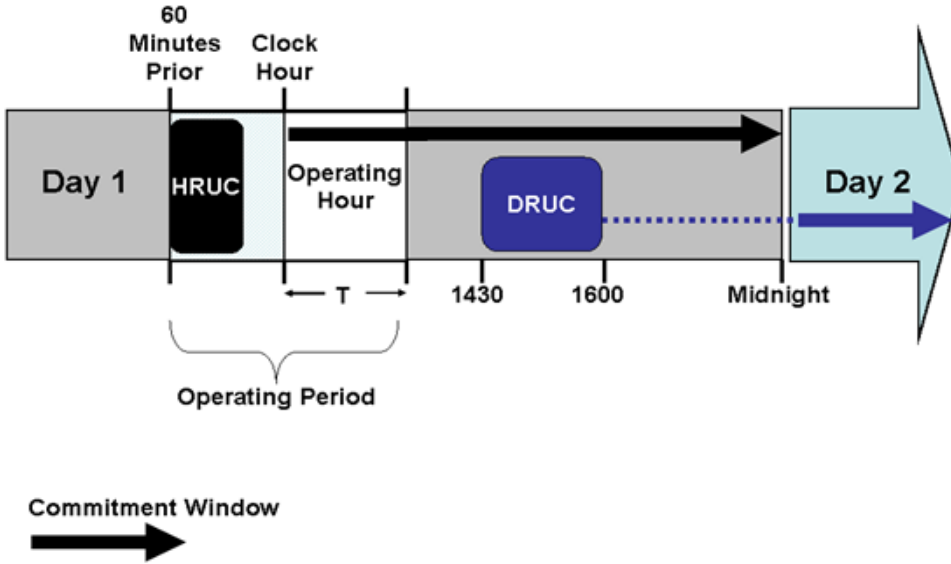 60
Minutes
Prior
Clock
Hour
Day 1
HRUC
Operating
Hour
DRUC
Day 2
T
1430
1600
Midnight
Operating Period
Commitment Window